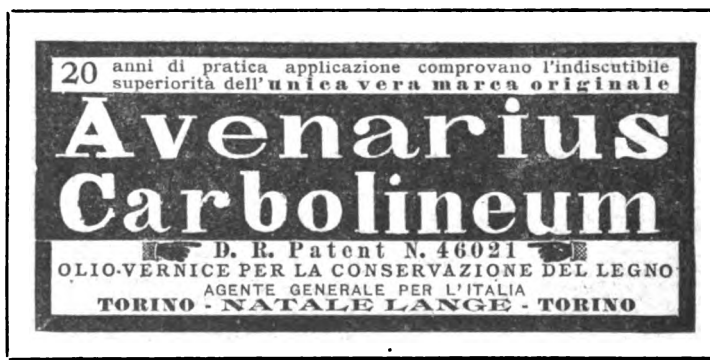 20 anni di pratica applicazione comprovano l'indiscutibile
superiorità dell'unica vera marca originale
Avenarius
Carbolineum
D. R. Patent N. 46021
OLIO-VERNICE PER LA CONSERVAZIONE DEL LEGNO
AGENTE GENERALE PER L'ITALIA
TORINO - NATALE LANGE - TORINO